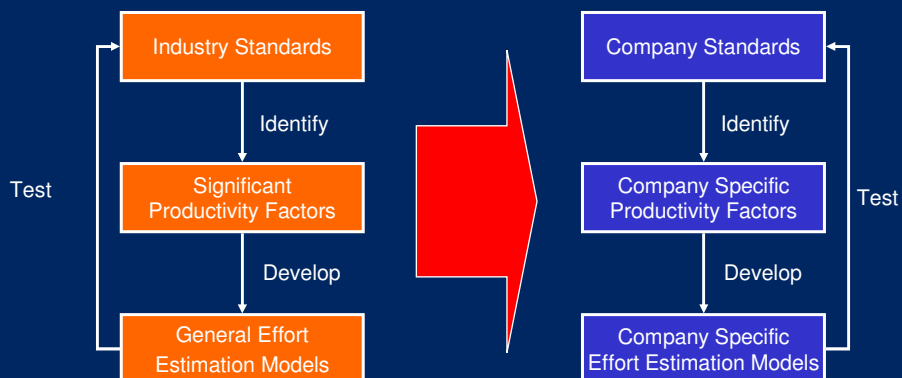 Industry Standards
Identify
Significant
Productivity Factors
Develop
General Effort
Estimation Models
Test
Company Standards
Identify
Company Specific
Productivity Factors
Develop
Company Specific
Effort Estimation Models
Test